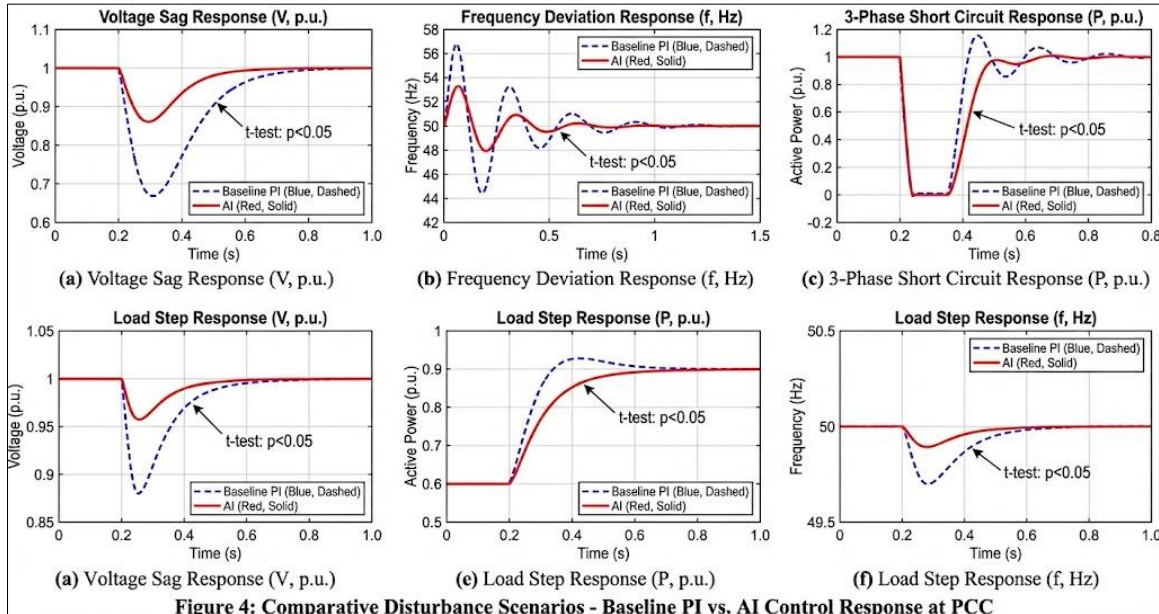 Voltage Sag Response (V, p.u.)
1.1
1
0.9
0.8
0.7
0.6
Voltage (p.u.)
t-test: p<0.05
Baseline PI (Blue, Dashed)
AI (Red, Solid)
0 0.2 0.4 0.6 0.8 1.0
Time (s)
(a) Voltage Sag Response (V, p.u.)
Frequency Deviation Response (f, Hz)
58
56
54
52
50
48
46
44
42
Frequency (Hz)
Baseline PI (Blue, Dashed)
AI (Red, Solid)
t-test: p<0.05
Baseline PI (Blue, Dashed)
AI (Red, Solid)
0 0.2 0.5 0.5 1 1 1.5
Time (s)
(b) Frequency Deviation Response (f, Hz)
3-Phase Short Circuit Response (P, p.u.)
1.2
1.0
0.8
0.6
0.4
0.2
0
-0.2
Active Power (p.u.)
t-test: p<0.05
Baseline PI (Blue, Dashed)
AI (Red, Solid)
0 0.2 0.4 0.6 0.8
Time (s)
(c) 3-Phase Short Circuit Response (P, p.u.)
Load Step Response (V, p.u.)
1.05
1
0.95
0.9
0.85
Voltage (p.u.)
t-test: p<0.05
Baseline PI (Blue, Dashed)
AI (Red, Solid)
0 0.2 0.4 0.6 0.8 1.0
Time (s)
(a) Voltage Sag Response (V, p.u.)
Load Step Response (P, p.u.)
1
0.9
0.8
0.7
0.6
0.5
Active Power (p.u.)
t-test: p<0.05
Baseline PI (Blue, Dashed)
AI (Red, Solid)
0 0.2 0.4 0.6 0.8 1.0
Time (s)
(e) Load Step Response (P, p.u.)
Load Step Response (f, Hz)
50.5
50
49.5
Frequency (Hz)
Baseline PI (Blue, Dashed)
AI (Red, Solid)
t-test: p<0.05
0 0.2 0.4 0.6 0.8 1.0
Time (s)
(f) Load Step Response (f, Hz)
Figure 4: Comparative Disturbance Scenarios - Baseline PI vs. AI Control Response at PCC